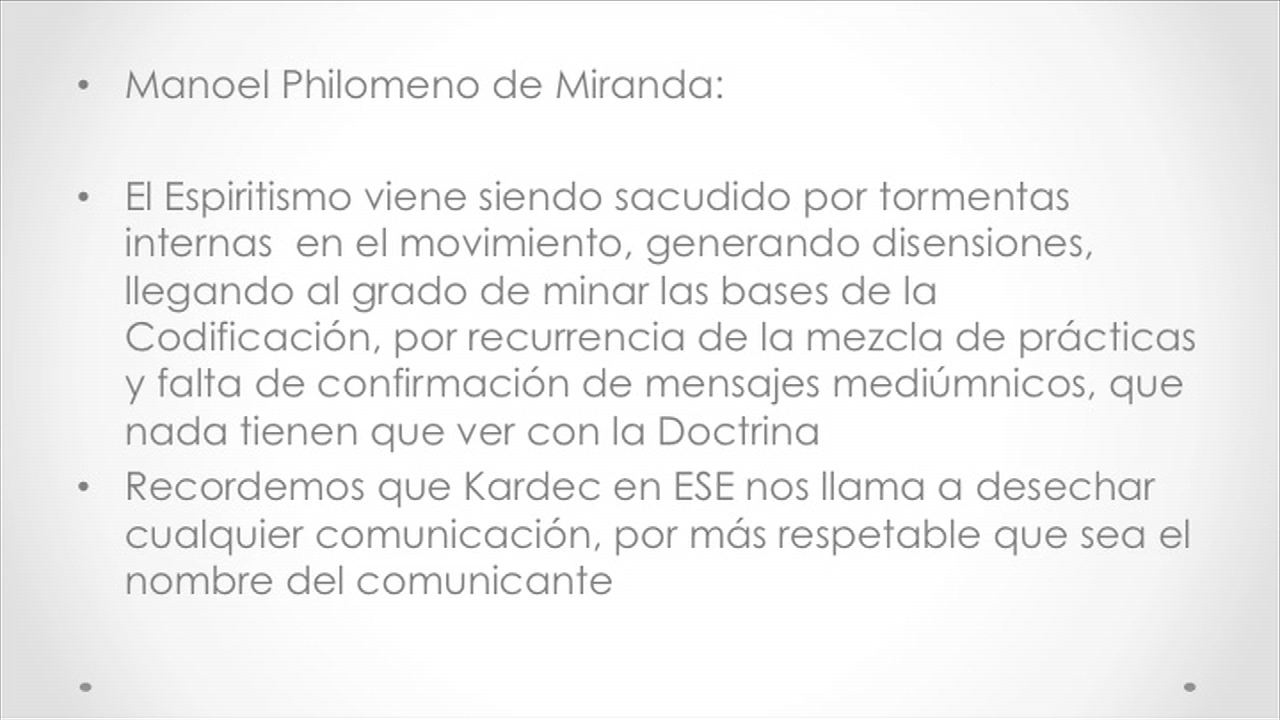 • Manoel Philomeno de Miranda:
• El Espiritismo viene siendo sacudido por tormentas
internas  en el movimiento, generando disensiones,
llegando al grado de minar las bases de la
Codificación, por recurrencia de la mezcla de prácticas
y falta de confirmación de mensajes mediúmnicos, que
nada tienen que ver con la Doctrina
• Recordemos que Kardec en ESE nos llama a desechar
cualquier comunicación, por más respetable que sea el
nombre del comunicante